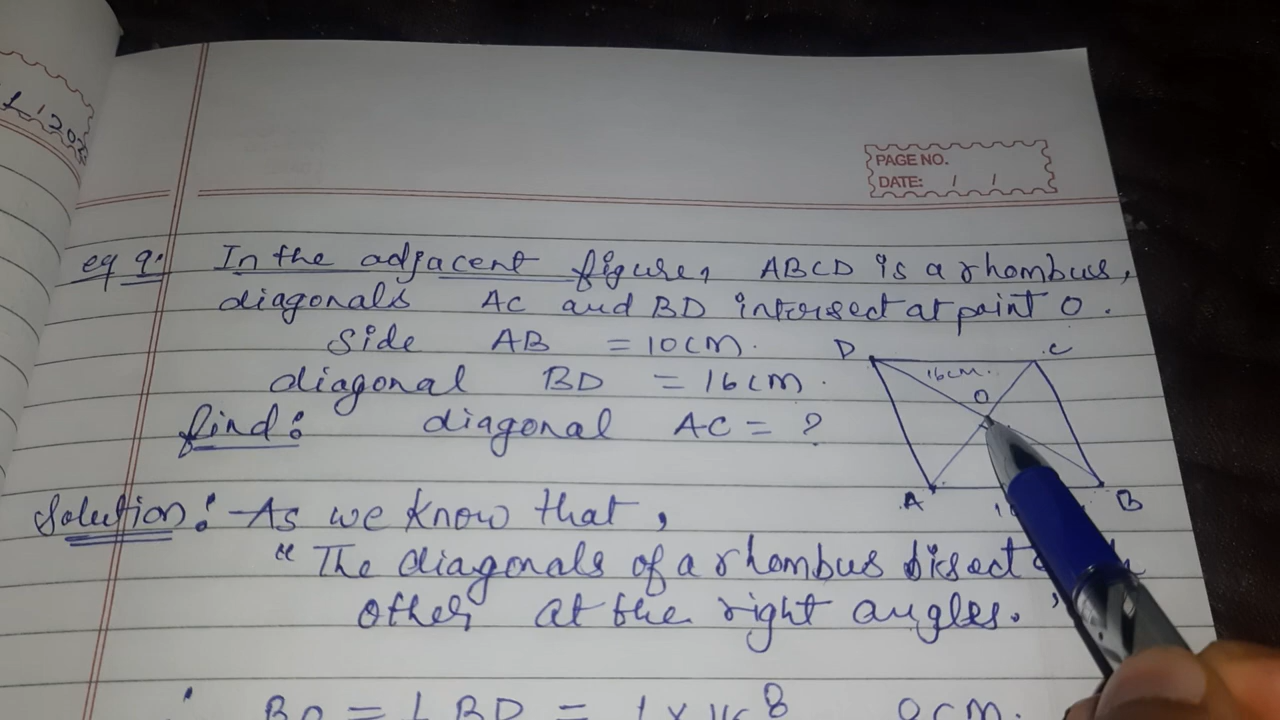 PAGE NO.
DATE: / /
eg 9: In the adjacent figure, ABCD is a rhombus,
diagonals AC and BD intersect at point O.
Side AB = 10cm.
diagonal BD = 16cm.
find: diagonal AC = ?
D
C
16cm.
O
A
B
Solution: -As we know that,
"The diagonals of a rhombus bisect
other at the right angles."